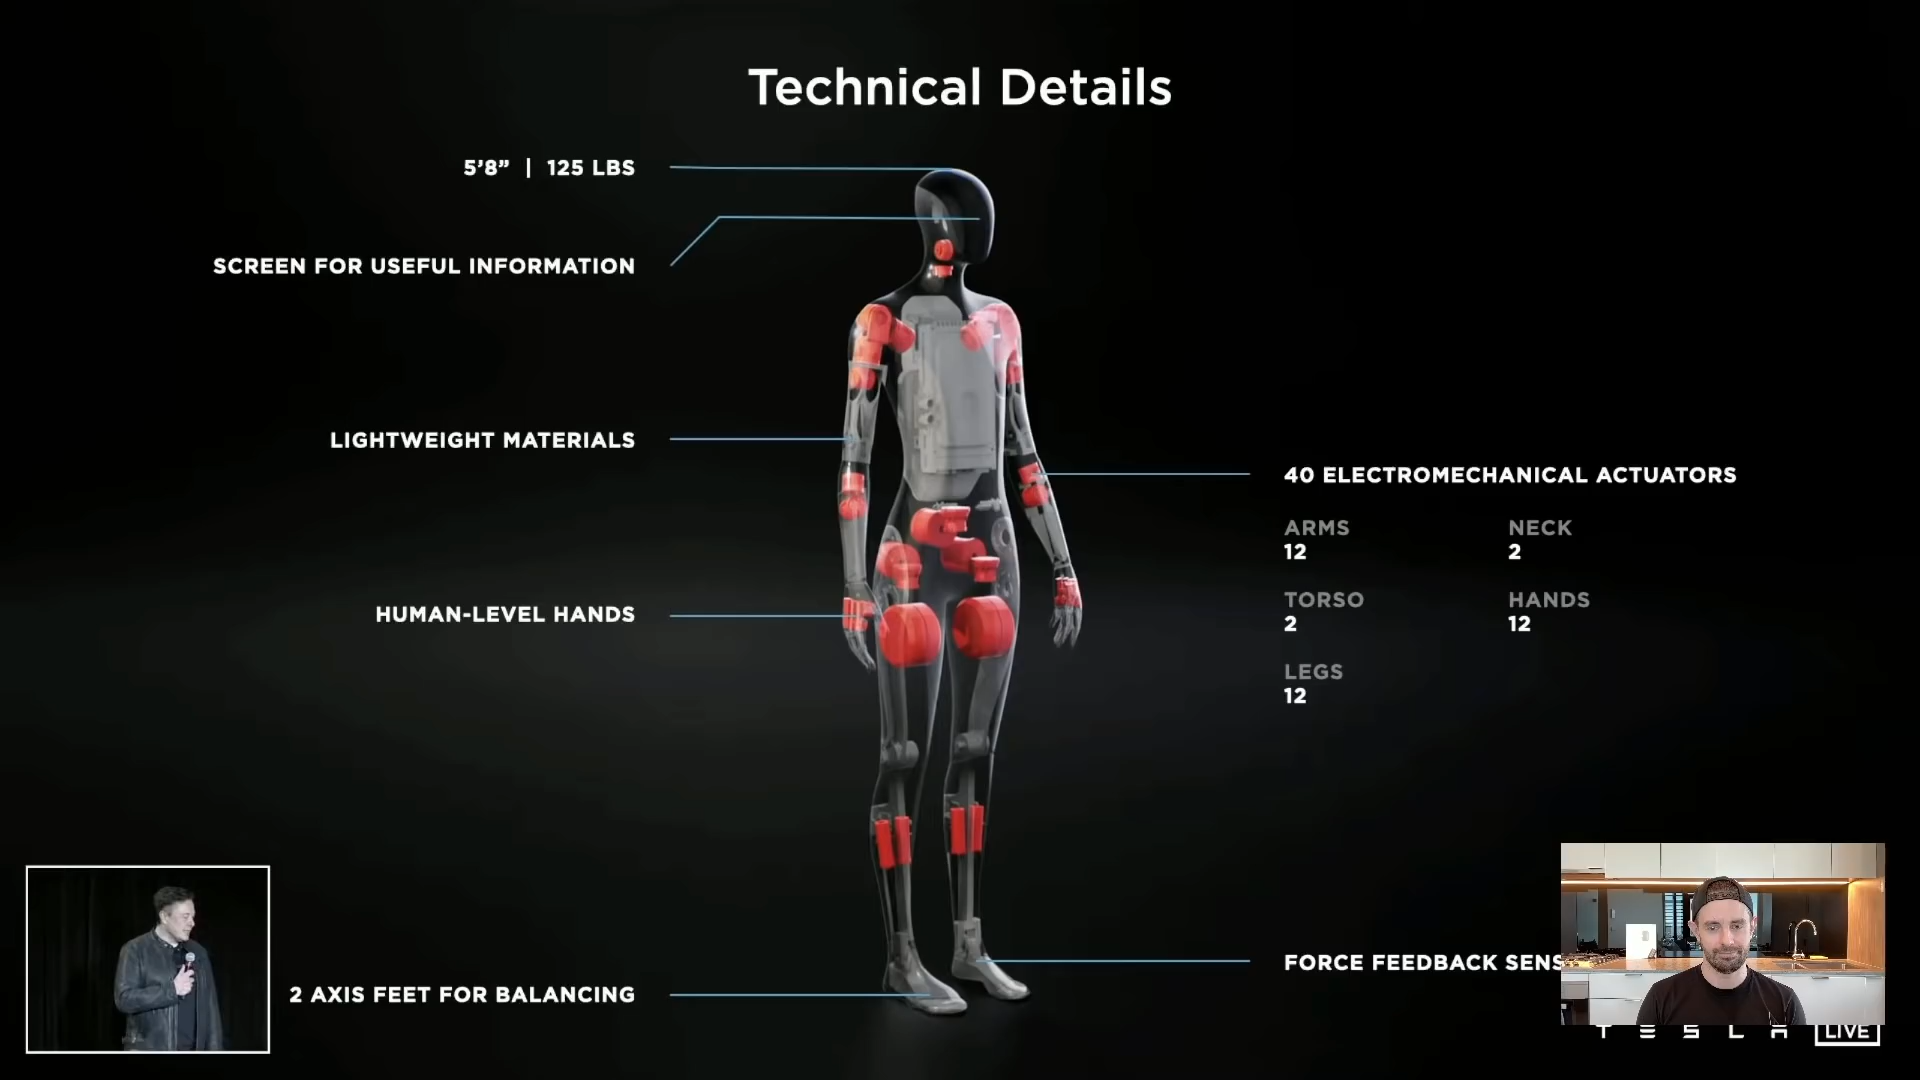 Technical Details
5’8” | 125 LBS
SCREEN FOR USEFUL INFORMATION
LIGHTWEIGHT MATERIALS
HUMAN-LEVEL HANDS
2 AXIS FEET FOR BALANCING
40 ELECTROMECHANICAL ACTUATORS
ARMS NECK
12 2
TORSO HANDS
2 12
LEGS
12
FORCE FEEDBACK
TESLA LIVE